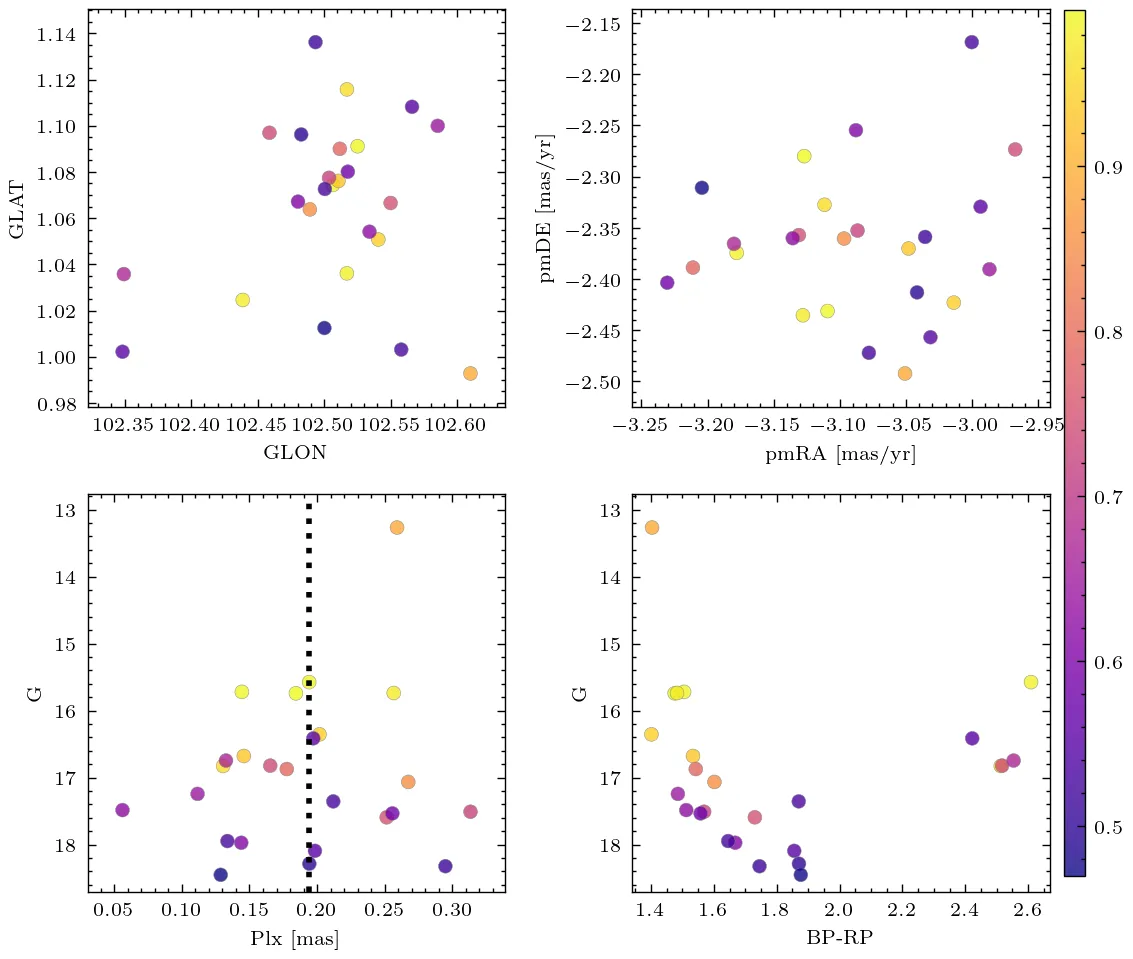 1.14
1.12
1.10
1.08
1.06
1.04
1.02
1.00
0.98
GLAT
102.35 102.40 102.45 102.50 102.55 102.60
GLON
−2.15
−2.20
−2.25
−2.30
−2.35
−2.40
−2.45
−2.50
pmDE [mas/yr]
−3.25 −3.20 −3.15 −3.10 −3.05 −3.00 −2.95
pmRA [mas/yr]
13
14
15
16
17
18
G
0.05 0.10 0.15 0.20 0.25 0.30
Plx [mas]
13
14
15
16
17
18
G
1.4 1.6 1.8 2.0 2.2 2.4 2.6
BP-RP
0.9
0.8
0.7
0.6
0.5